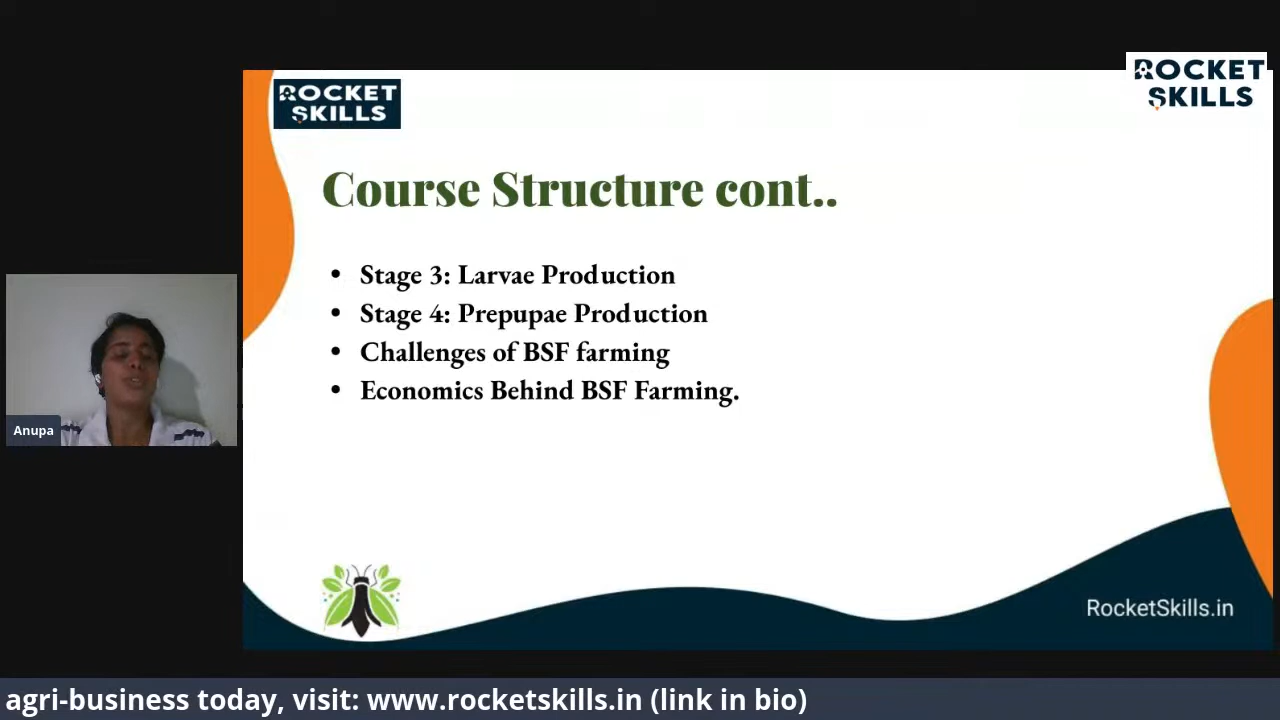 ROCKET
SKILLS
ROCKET
SKILLS
Course Structure cont..
• Stage 3: Larvae Production
• Stage 4: Prepupae Production
• Challenges of BSF farming
• Economics Behind BSF Farming.
Anupa
RocketSkills.in
agri-business today, visit: www.rocketskills.in (link in bio)